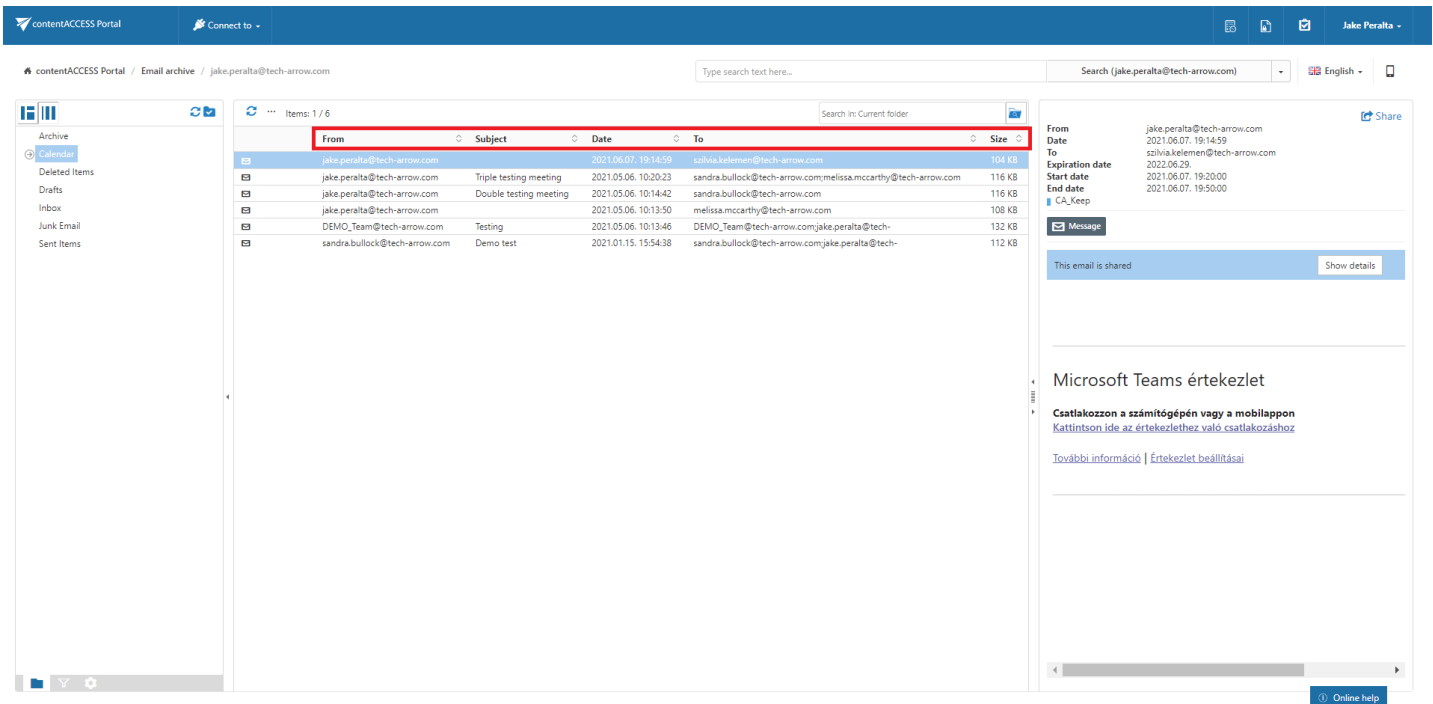 contentACCESS Portal Connect to Jake Peralta
contentACCESS Portal / Email archive / jake.peralta@tech-arrow.com Type search text here... Search (jake.peralta@tech-arrow.com) English
Items: 1 / 6 Search in: Current folder
Archive
Calendar
Deleted Items
Drafts
Inbox
Junk Email
Sent Items
From Subject Date To Size
jake.peralta@tech-arrow.com 2021.06.07. 19:14:59 szilvia.kelemen@tech-arrow.com 104 KB
jake.peralta@tech-arrow.com Triple testing meeting 2021.05.06. 10:20:23 sandra.bullock@tech-arrow.com;melissa.mccarthy@tech-arrow.com 116 KB
jake.peralta@tech-arrow.com Double testing meeting 2021.05.06. 10:14:42 sandra.bullock@tech-arrow.com 116 KB
jake.peralta@tech-arrow.com 2021.05.06. 10:13:50 melissa.mccarthy@tech-arrow.com 108 KB
DEMO_Team@tech-arrow.com Testing 2021.05.06. 10:13:46 DEMO_Team@tech-arrow.com;jake.peralta@tech- 132 KB
sandra.bullock@tech-arrow.com Demo test 2021.01.15. 15:54:38 sandra.bullock@tech-arrow.com;jake.peralta@tech- 112 KB
Share
From jake.peralta@tech-arrow.com
Date 2021.06.07. 19:14:59
To szilvia.kelemen@tech-arrow.com
Expiration date 2022.06.29.
Start date 2021.06.07. 19:20:00
End date 2021.06.07. 19:50:00
CA_Keep
Message
This email is shared Show details
Microsoft Teams értekezlet
Csatlakozzon a számítógépén vagy a mobilappon
Kattintson ide az értekezlethez való csatlakozáshoz
További információ | Értekezlet beállításai
Online help